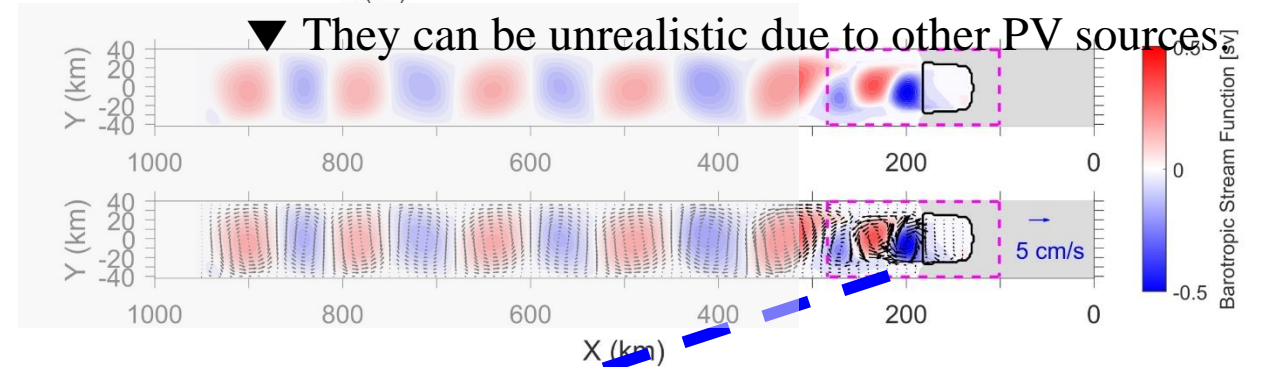 ▼ They can be unrealistic due to other PV sources.
40
20
0
-20
-40
Y (km)
1000 800 600 400 200 0
40
20
0
-20
-40
Y (km)
5 cm/s
1000 800 600 400 200 0
X (km)
0.5
0
-0.5
Barotropic Stream Function [sv]